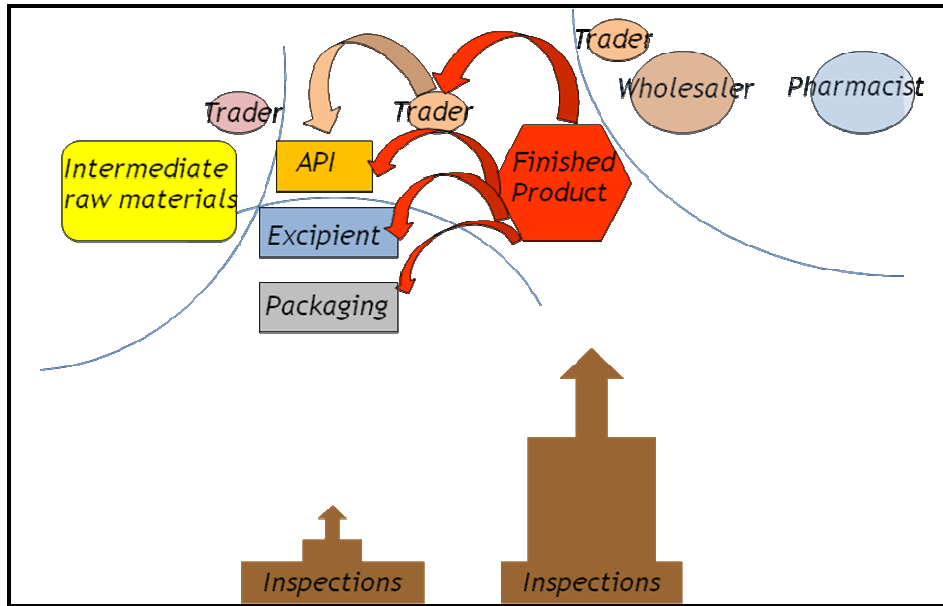 Trader
Trader
Trader
Wholesaler
Pharmacist
API
Finished
Product
Intermediate
raw materials
Excipient
Packaging
Inspections
Inspections